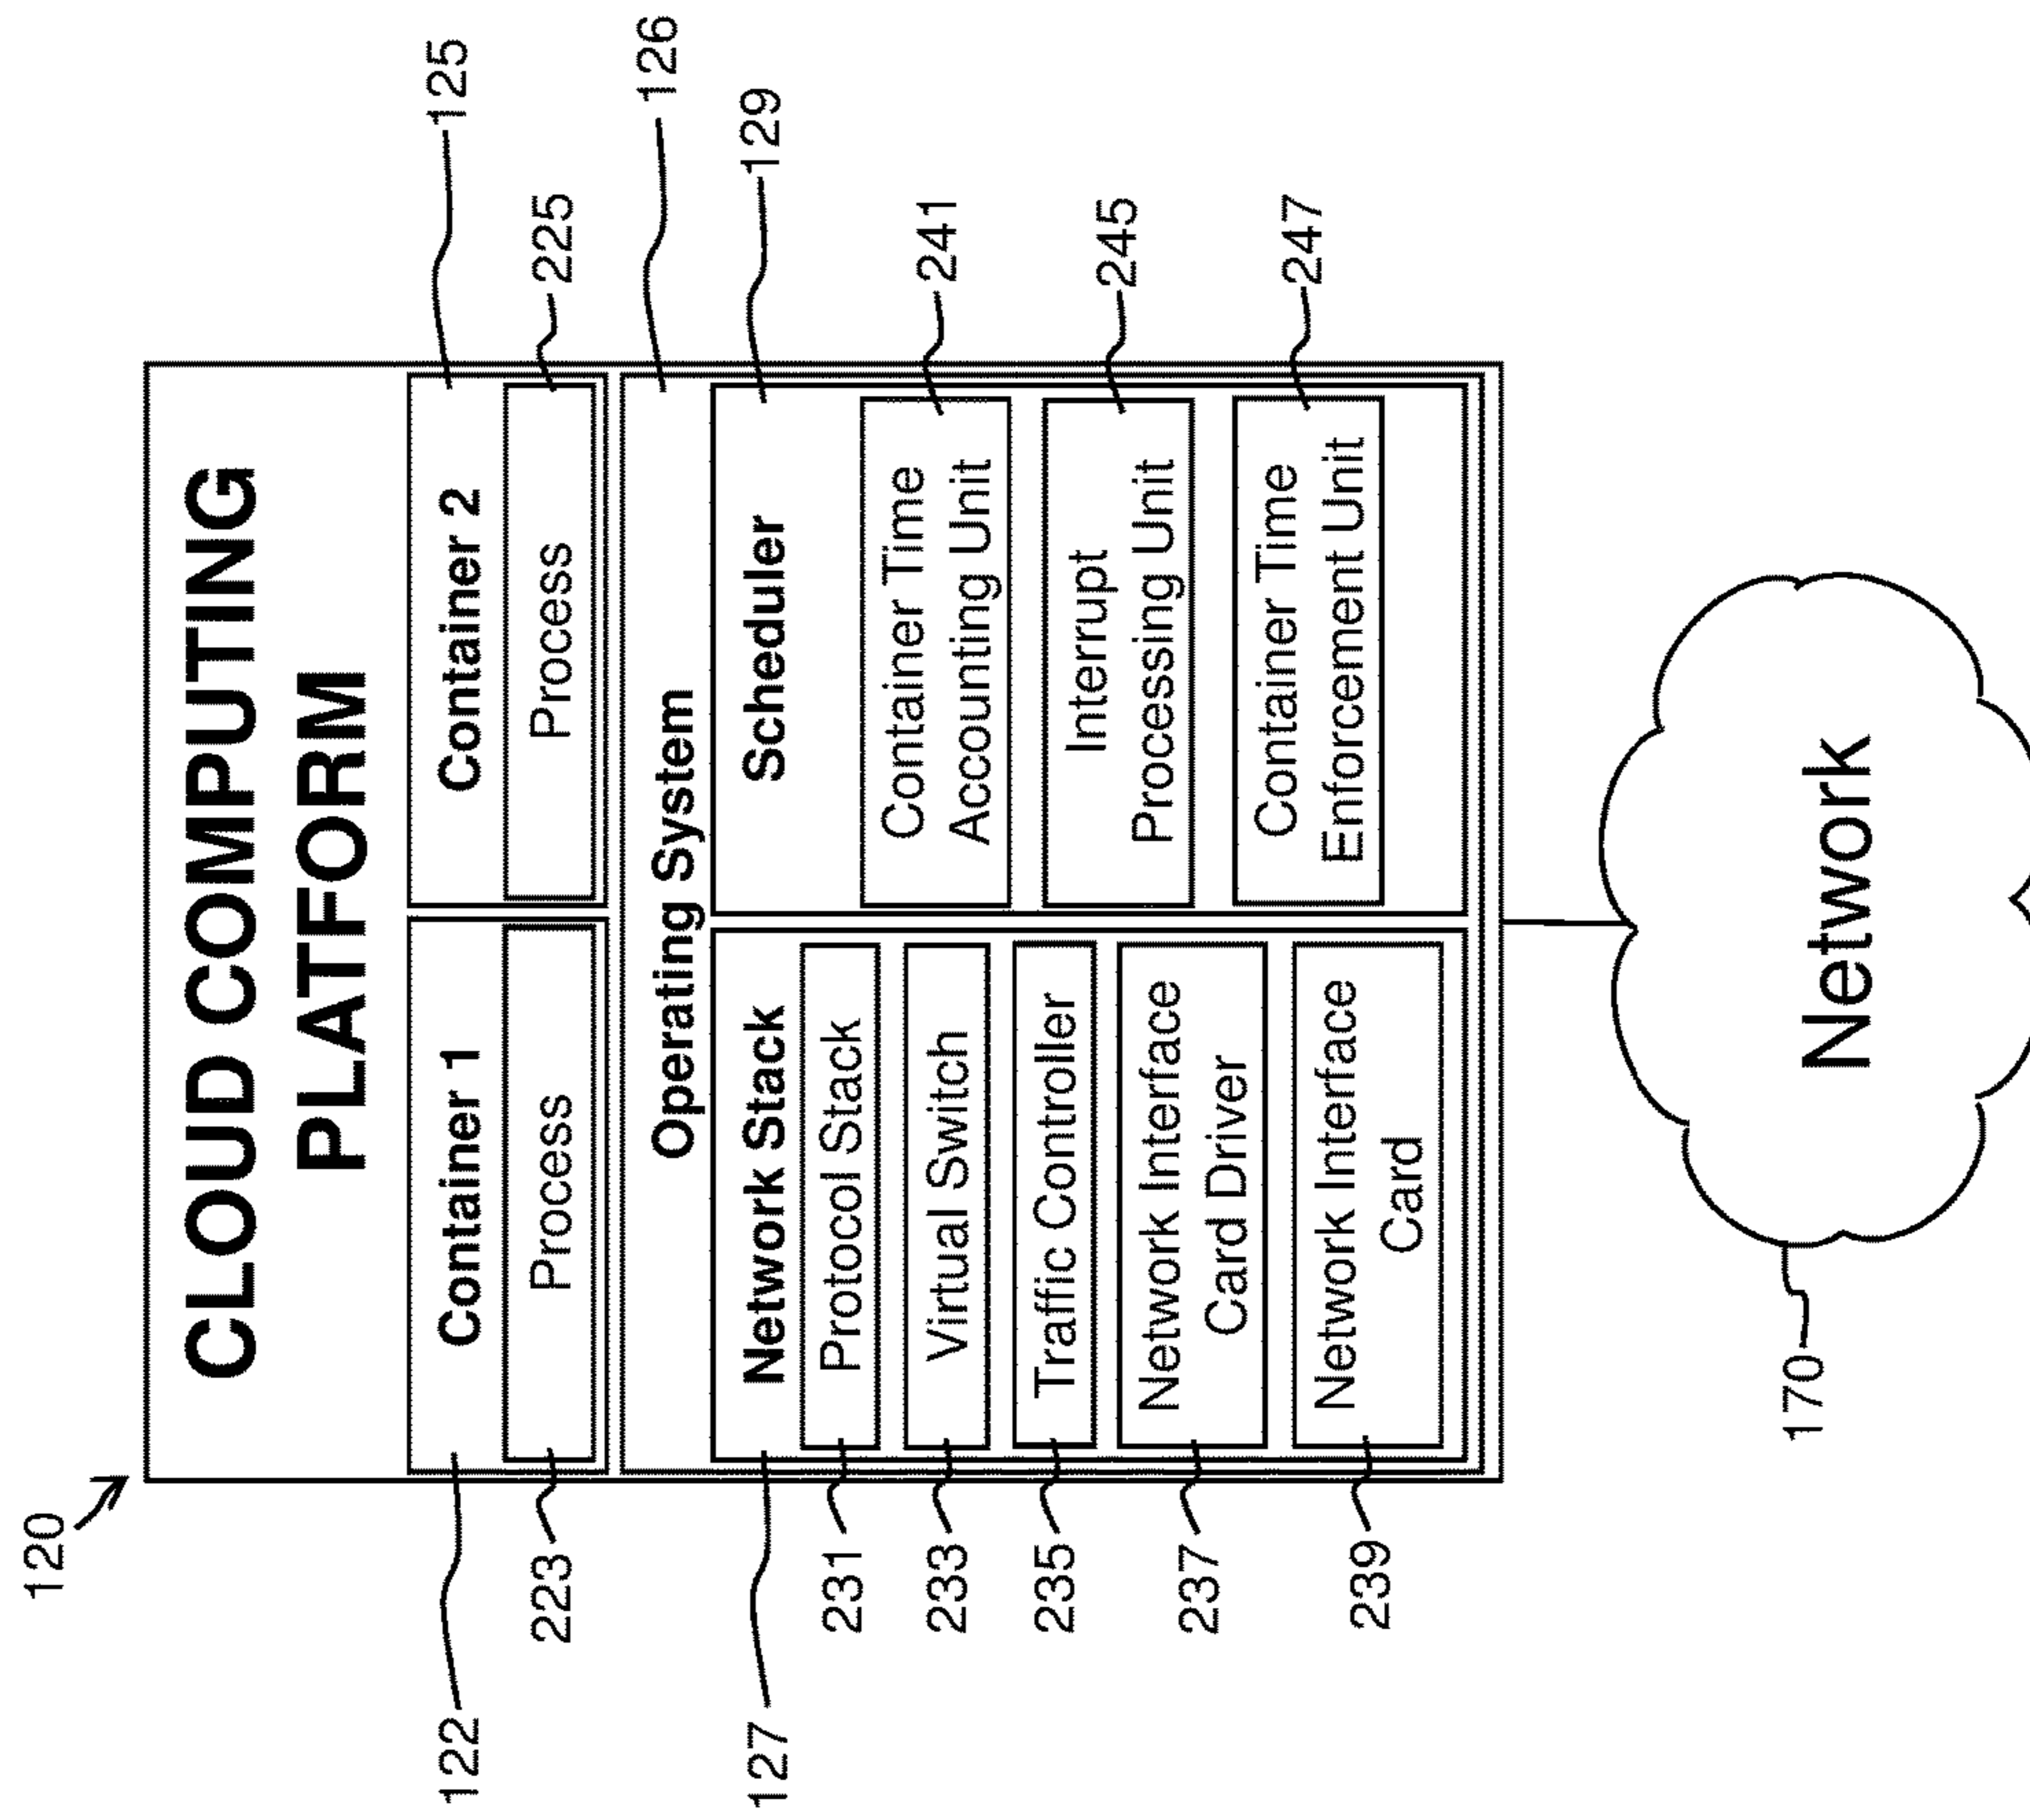 120
CLOUD COMPUTING
PLATFORM
122
Container 1
Container 2
125
223
Process
Process
225
Operating System
126
127
Network Stack
Scheduler
129
231
Protocol Stack
233
Virtual Switch
235
Traffic Controller
237
Network Interface
Card Driver
239
Network Interface
Card
Container Time
Accounting Unit
241
Interrupt
Processing Unit
245
Container Time
Enforcement Unit
247
170
Network